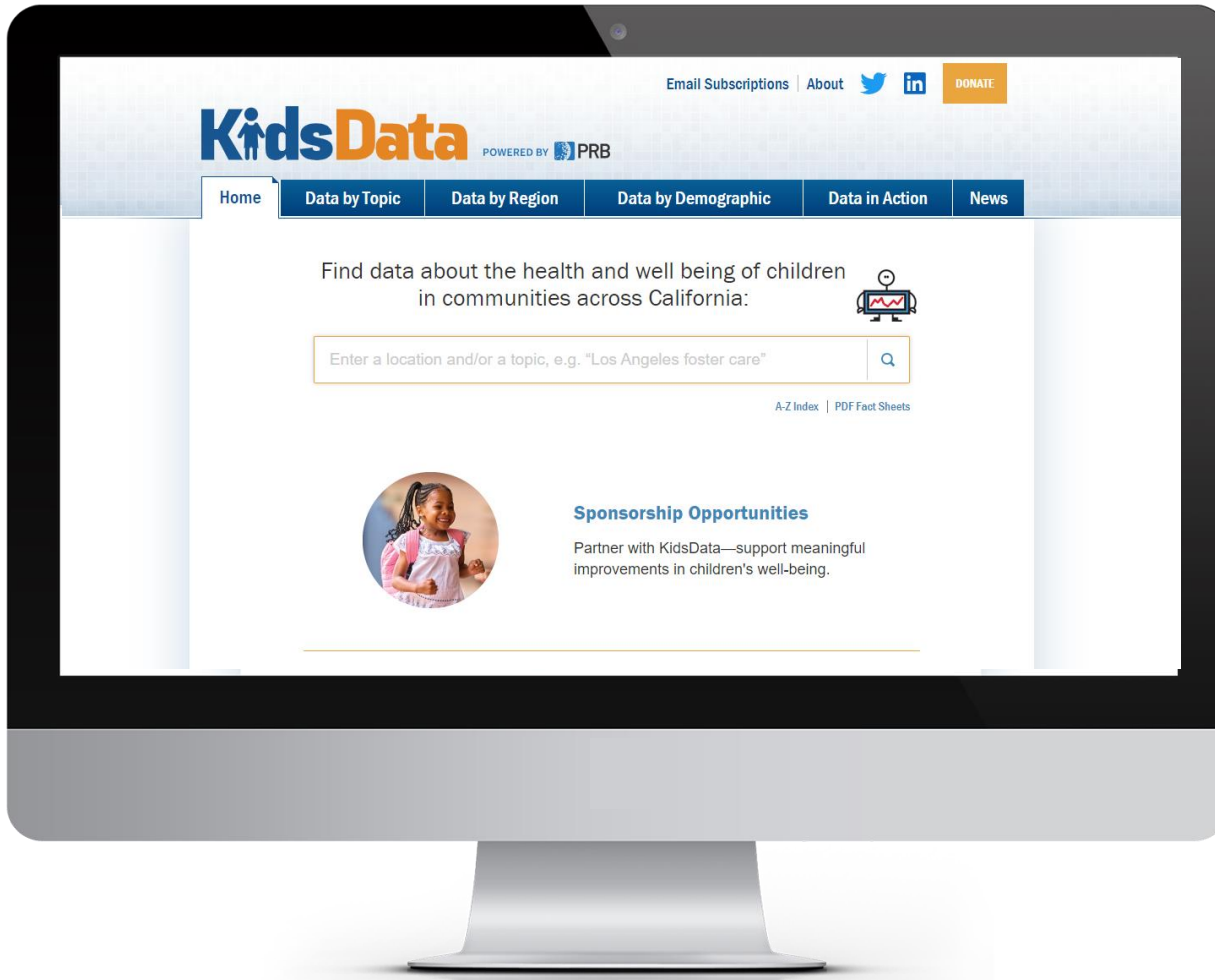 Email Subscriptions | About in DONATE
KidsData POWERED BY PRB
Home Data by Topic Data by Region Data by Demographic Data in Action News
Find data about the health and well being of children
in communities across California:
Enter a location and/or a topic, e.g. “Los Angeles foster care”
A-Z Index | PDF Fact Sheets
Sponsorship Opportunities
Partner with KidsData—support meaningful
improvements in children's well-being.